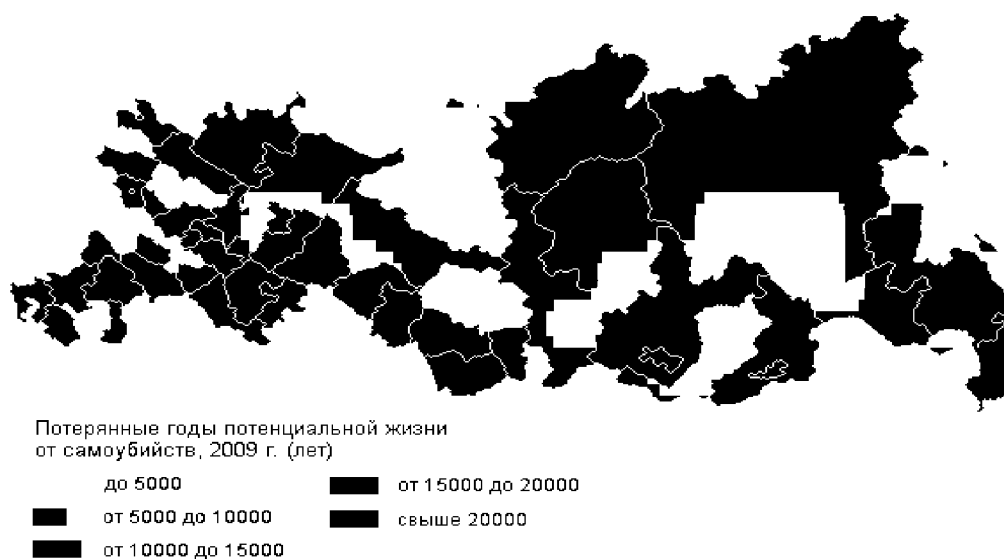 Потерянные годы потенциальной жизни
от самоубийств, 2009 г. (лет)
до 5000
от 5000 до 10000
от 10000 до 15000
от 15000 до 20000
свыше 20000